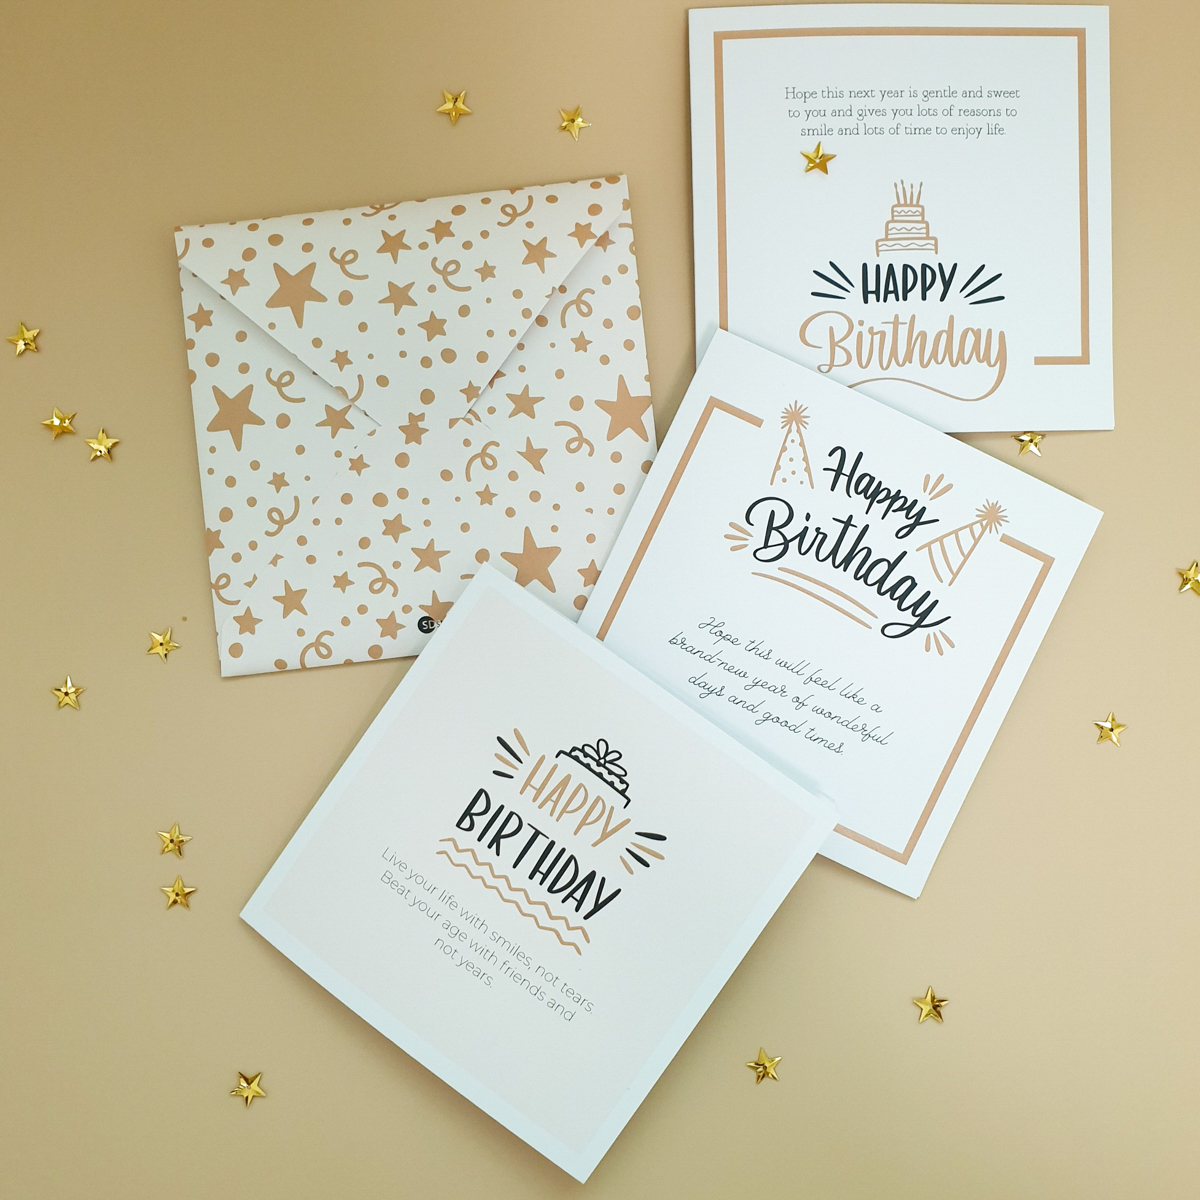 Hope this next year is gentle and sweet
to you and gives you lots of reasons to
smile and lots of time to enjoy life.
HAPPY
Birthday
Happy
Birthday
Hope this will feel like a
brand-new year of wonderful
days and good times.
HAPPY
BIRTHDAY
Live your life with smiles, not tears.
Beat your age with friends and
not years.